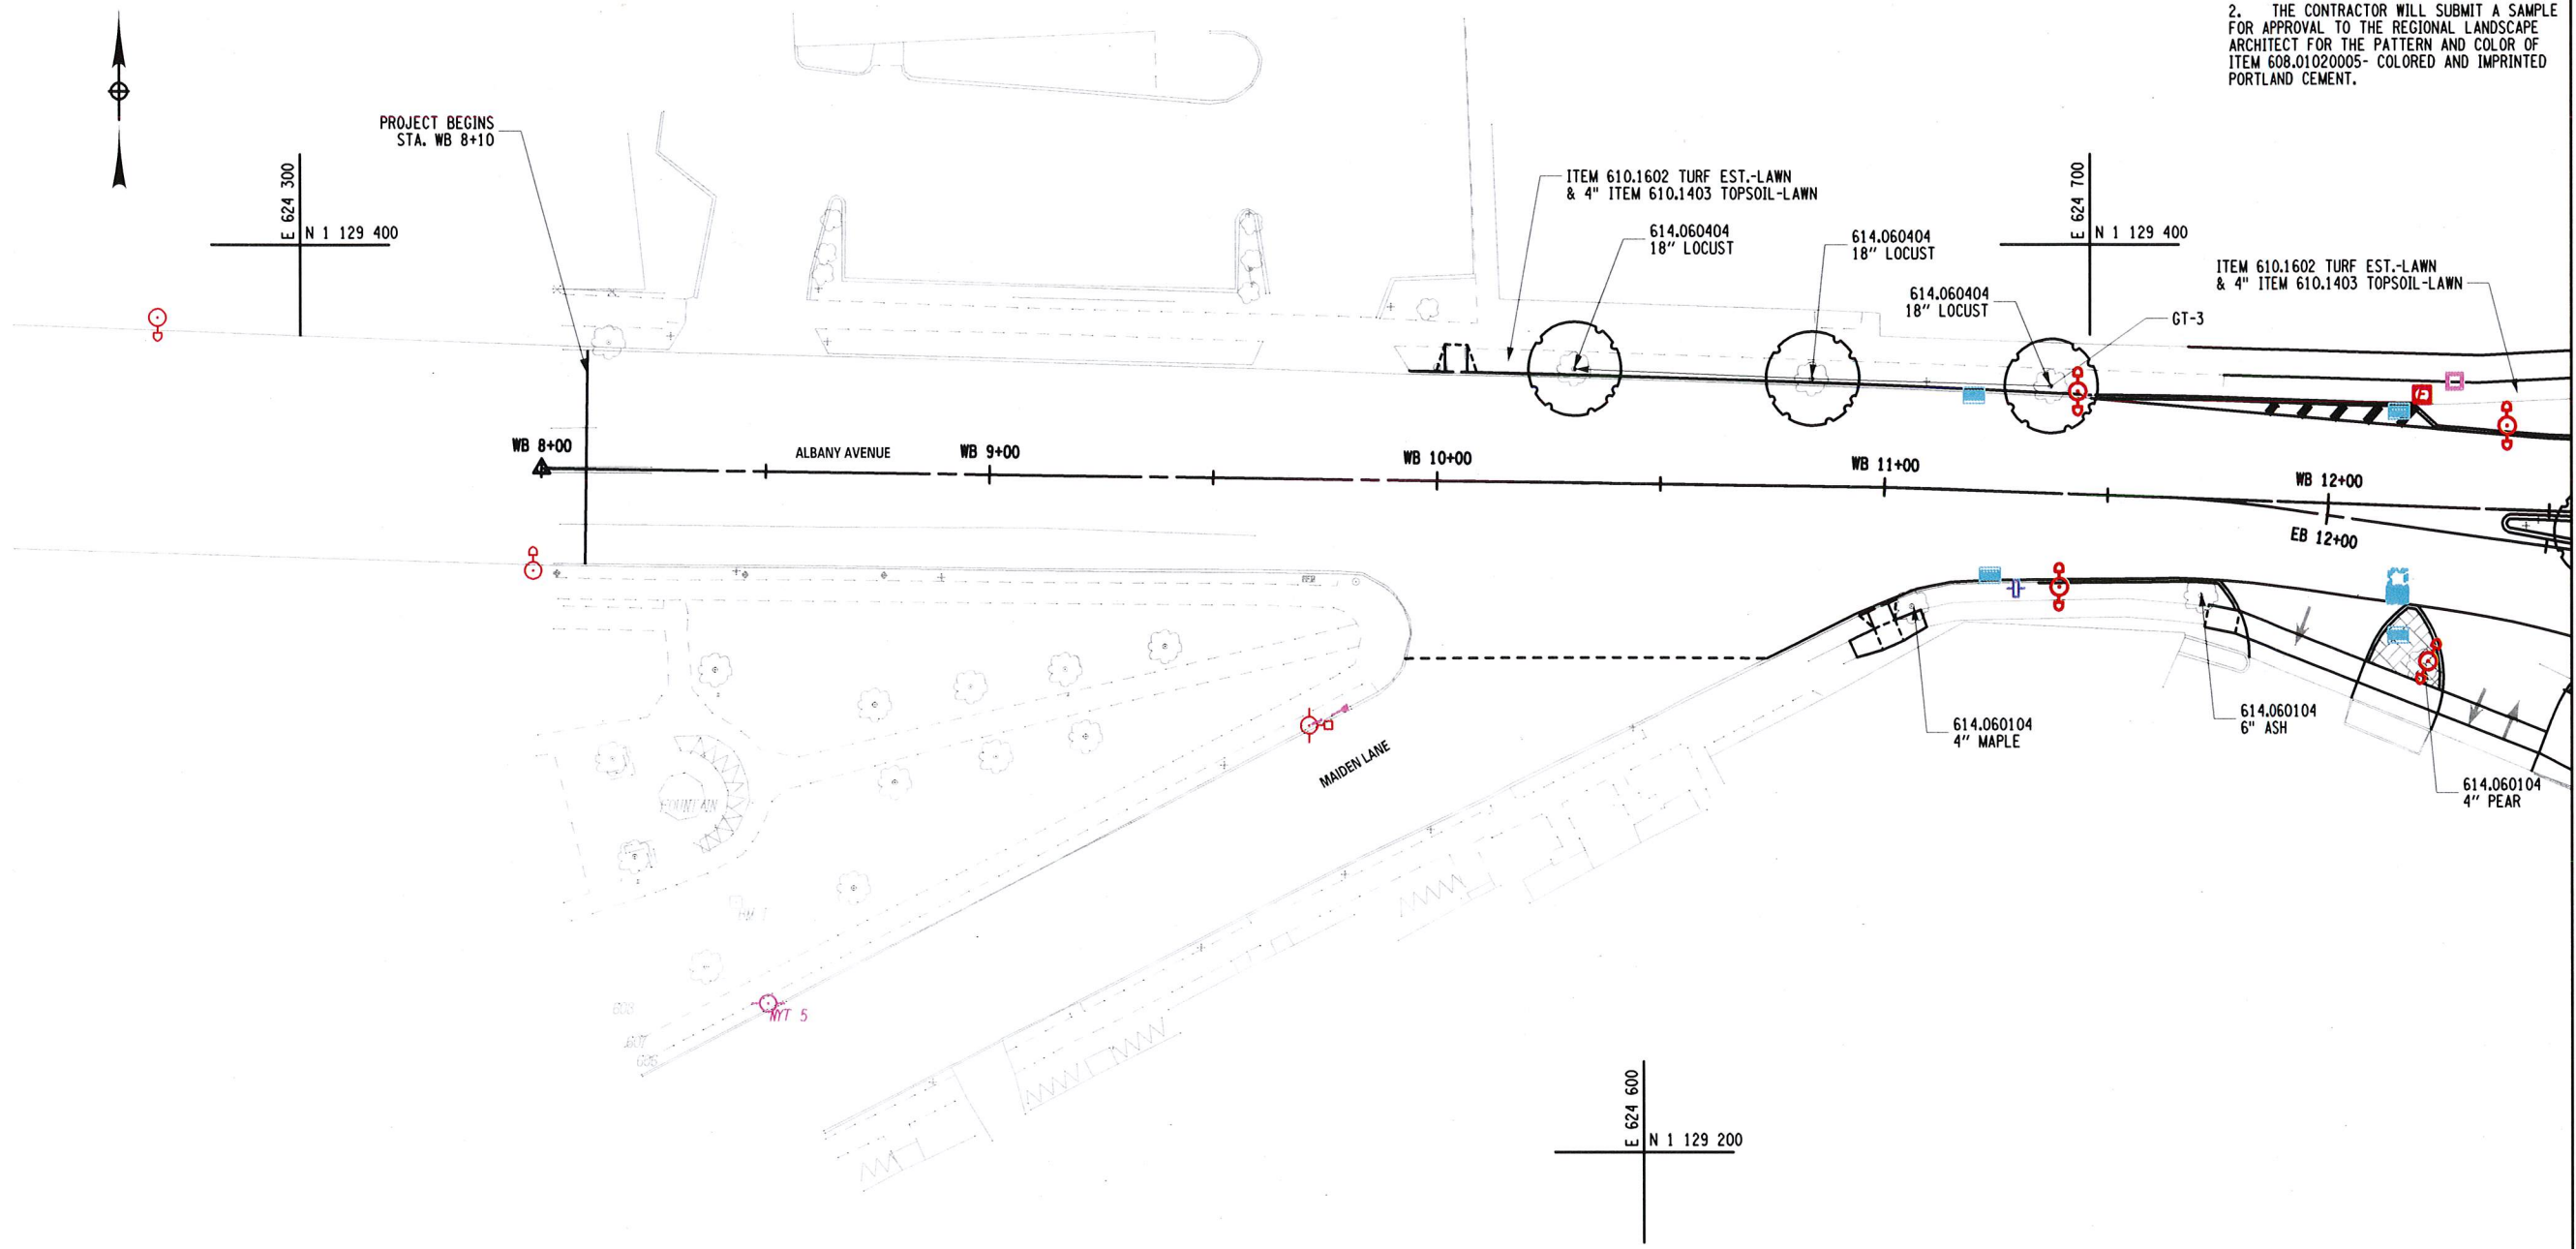 2. THE CONTRACTOR WILL SUBMIT A SAMPLE
FOR APPROVAL TO THE REGIONAL LANDSCAPE
ARCHITECT FOR THE PATTERN AND COLOR OF
ITEM 608.01020005- COLORED AND IMPRINTED
PORTLAND CEMENT.
PROJECT BEGINS
STA. WB 8+10
E 624 300
N 1 129 400
ITEM 610.1602 TURF EST.-LAWN
& 4" ITEM 610.1403 TOPSOIL-LAWN
614.060404
18" LOCUST
614.060404
18" LOCUST
614.060404
18" LOCUST
E 624 700
N 1 129 400
ITEM 610.1602 TURF EST.-LAWN
& 4" ITEM 610.1403 TOPSOIL-LAWN
GT-3
WB 8+00
ALBANY AVENUE
WB 9+00
WB 10+00
WB 11+00
WB 12+00
EB 12+00
614.060104
4" MAPLE
614.060104
6" ASH
614.060104
4" PEAR
MAIDEN LANE
FOUNTAIN
NYT 5
E 624 600
N 1 129 200